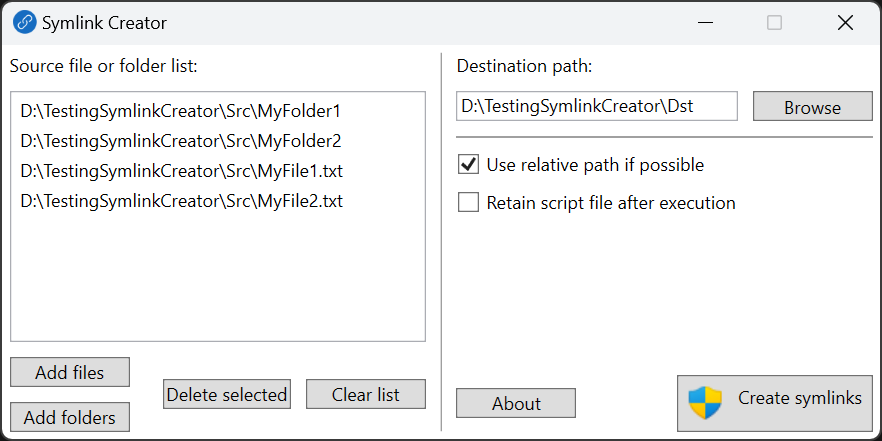 Symlink Creator
Source file or folder list:
D:\TestingSymlinkCreator\Src\MyFolder1
D:\TestingSymlinkCreator\Src\MyFolder2
D:\TestingSymlinkCreator\Src\MyFile1.txt
D:\TestingSymlinkCreator\Src\MyFile2.txt
Add files
Add folders
Delete selected
Clear list
Destination path:
D:\TestingSymlinkCreator\Dst
Browse
Use relative path if possible
Retain script file after execution
About
Create symlinks